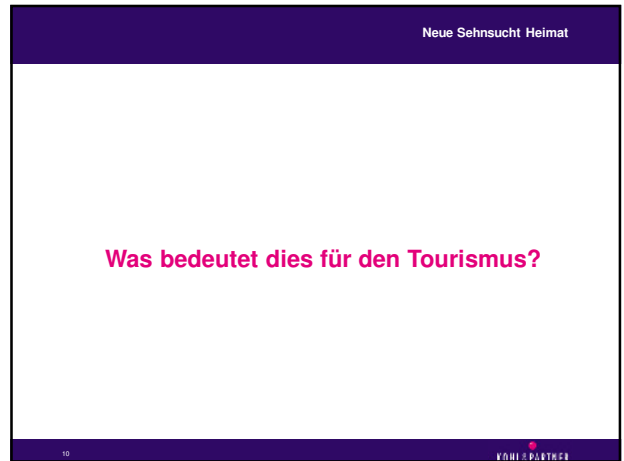 Neue Sehnsucht Heimat
Was bedeutet dies für den Tourismus?
10
KOHL & PARTNER